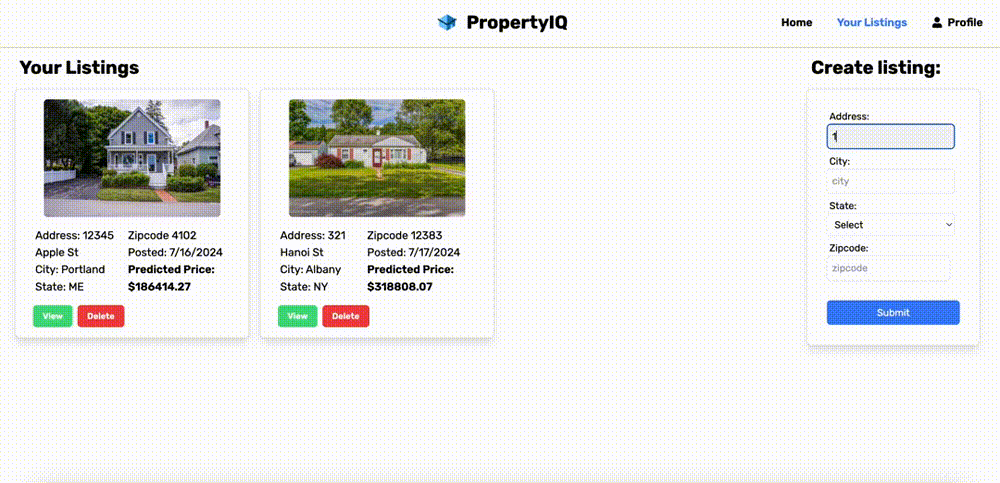 PropertyIQ
Home
Your Listings
Profile
Your Listings
Create listing:
Address: 12345
Apple St
City: Portland
State: ME
Zipcode 4102
Posted: 7/16/2024
Predicted Price:
$186414.27
View
Delete
Address: 321
Hanoi St
City: Albany
State: NY
Zipcode 12383
Posted: 7/17/2024
Predicted Price:
$318808.07
View
Delete
Address:
1
City:
city
State:
Select
Zipcode:
zipcode
Submit